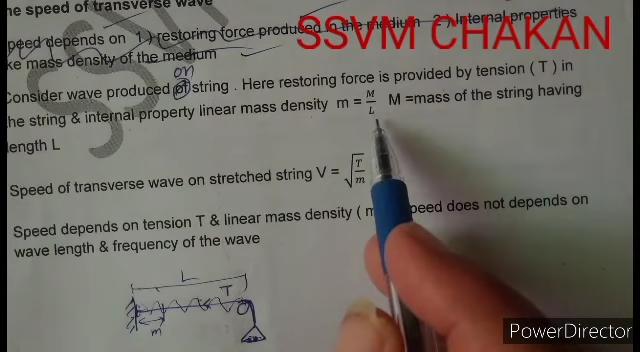 he speed of transverse wave
SSVM CHAKAN
peed depends on 1 ) restoring force produced in the medium 2 ) Internal properties
ke mass density of the medium
on
Consider wave produced of string . Here restoring force is provided by tension ( T ) in
he string & internal property linear mass density m = M/L M =mass of the string having
length L
Speed of transverse wave on stretched string V = √T/m
Speed depends on tension T & linear mass density ( m peed does not depends on
wave length & frequency of the wave
L
T
m
PowerDirector